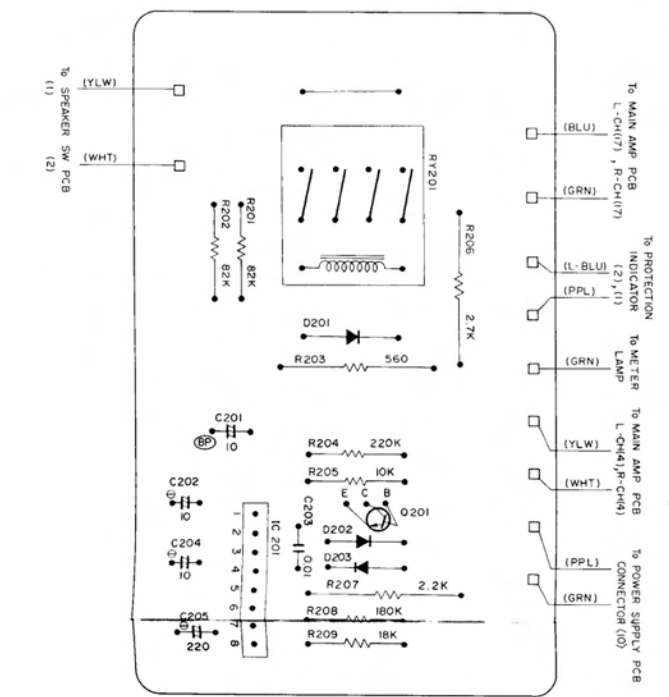 To SPEAKER SW PCB
(1)
(2)
(YLW)
(WHT)
To MAIN AMP PCB
L-CH(17), R-CH(17)
(BLU)
(GRN)
To PROTECTION
INDICATOR
(2),(1)
(L-BLU)
(PPL)
To METER
LAMP
(GRN)
To MAIN AMP PCB
L-CH(4),R-CH(4)
(YLW)
(WHT)
To POWER SUPPLY PCB
CONNECTOR (10)
(PPL)
(GRN)
RY201
R201
82K
R202
82K
R206
2.7K
D201
R203 560
C201
BP
10
R204 220K
R205 10K
E C B
Q201
C202
10
C203
0.01
D202
D203
C204
10
IC 201
1
2
3
4
5
6
7
8
R207 2.2K
R208 180K
R209 18K
C205
220